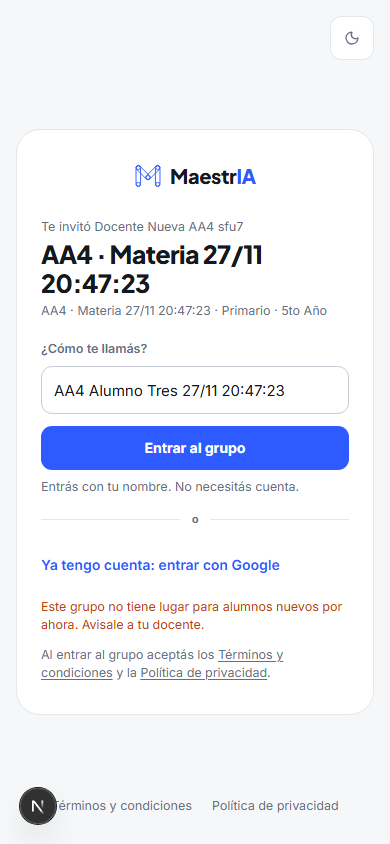 MaestrIA
Te invitó Docente Nueva AA4 sfu7
AA4 · Materia 27/11
20:47:23
AA4 · Materia 27/11 20:47:23 · Primario · 5to Año
¿Cómo te llamás?
AA4 Alumno Tres 27/11 20:47:23
Entrar al grupo
Entrás con tu nombre. No necesitás cuenta.
o
Ya tengo cuenta: entrar con Google
Este grupo no tiene lugar para alumnos nuevos por
ahora. Avisale a tu docente.
Al entrar al grupo aceptás los Términos y
condiciones y la Política de privacidad.
N
Términos y condiciones
Política de privacidad